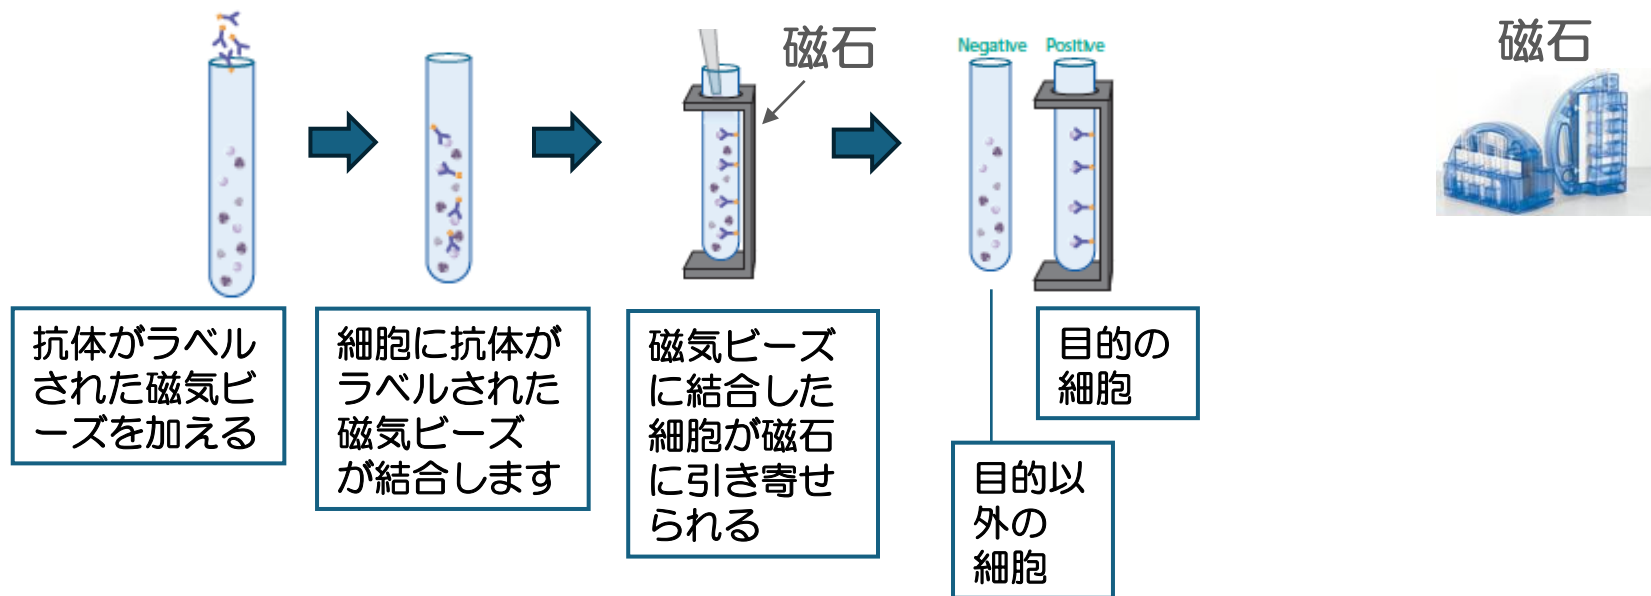 抗体がラベル
された磁気ビ
ーズを加える
細胞に抗体が
ラベルされた
磁気ビーズ
が結合します
磁石
磁気ビーズ
に結合した
細胞が磁石
に引き寄せ
られる
Negative Positive
目的の
細胞
目的以
外の
細胞
磁石